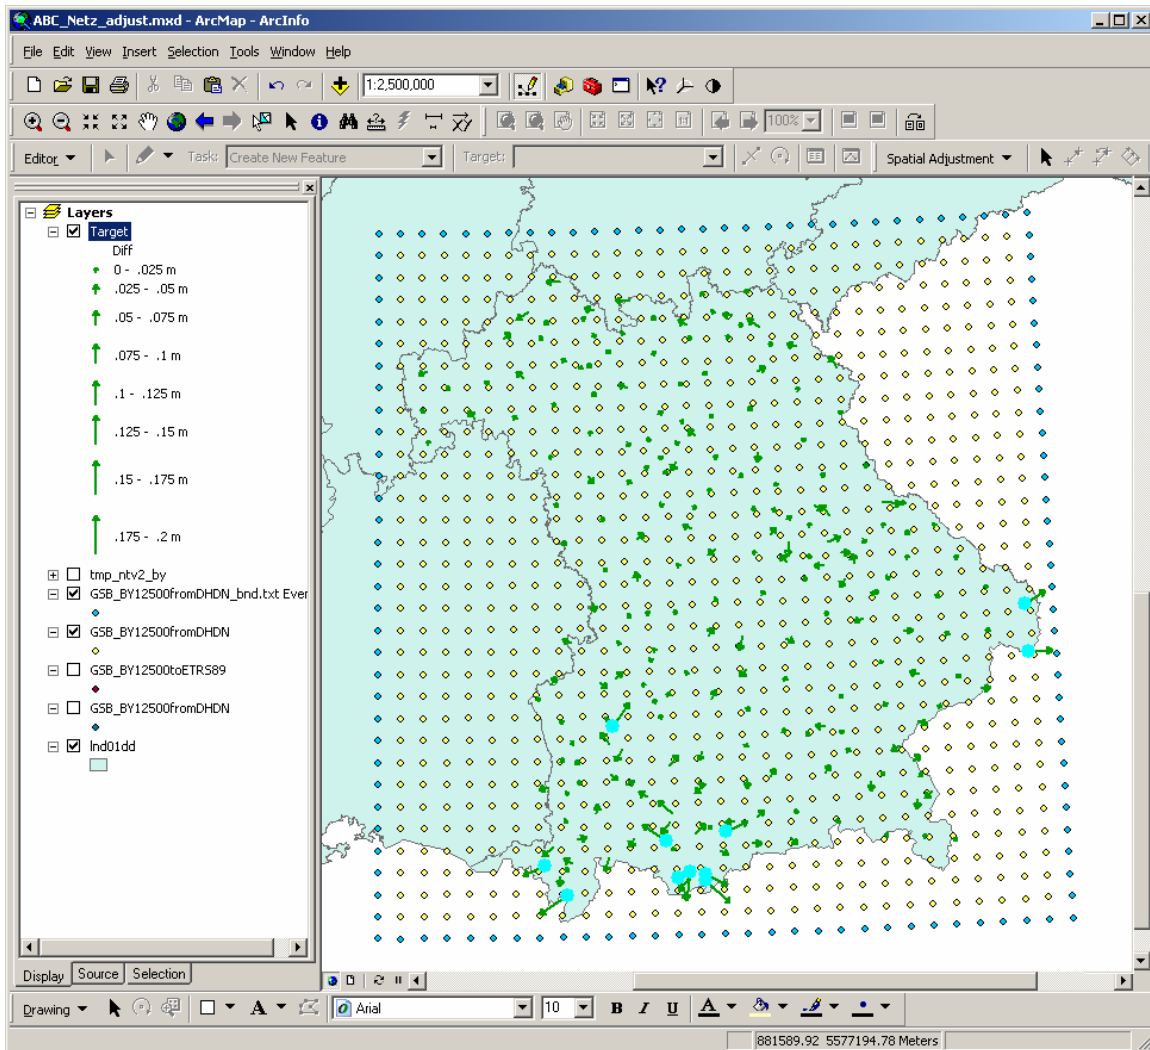 ABC_Netz_adjust.mxd - ArcMap - ArcInfo
File Edit View Insert Selection Tools Window Help
1:2,500,000
100%
Editor Task: Create New Feature Target: Spatial Adjustment
Layers
Target
Diff
0 - .025 m
.025 - .05 m
.05 - .075 m
.075 - .1 m
.1 - .125 m
.125 - .15 m
.15 - .175 m
.175 - .2 m
tmp_ntv2_by
GSB_BY12500fromDHDN_bnd.txt Ever
GSB_BY12500fromDHDN
GSB_BY12500toETRS89
GSB_BY12500fromDHDN
lnd01dd
Display Source Selection
Drawing A Arial 10 B I U A
881589.92 5577194.78 Meters